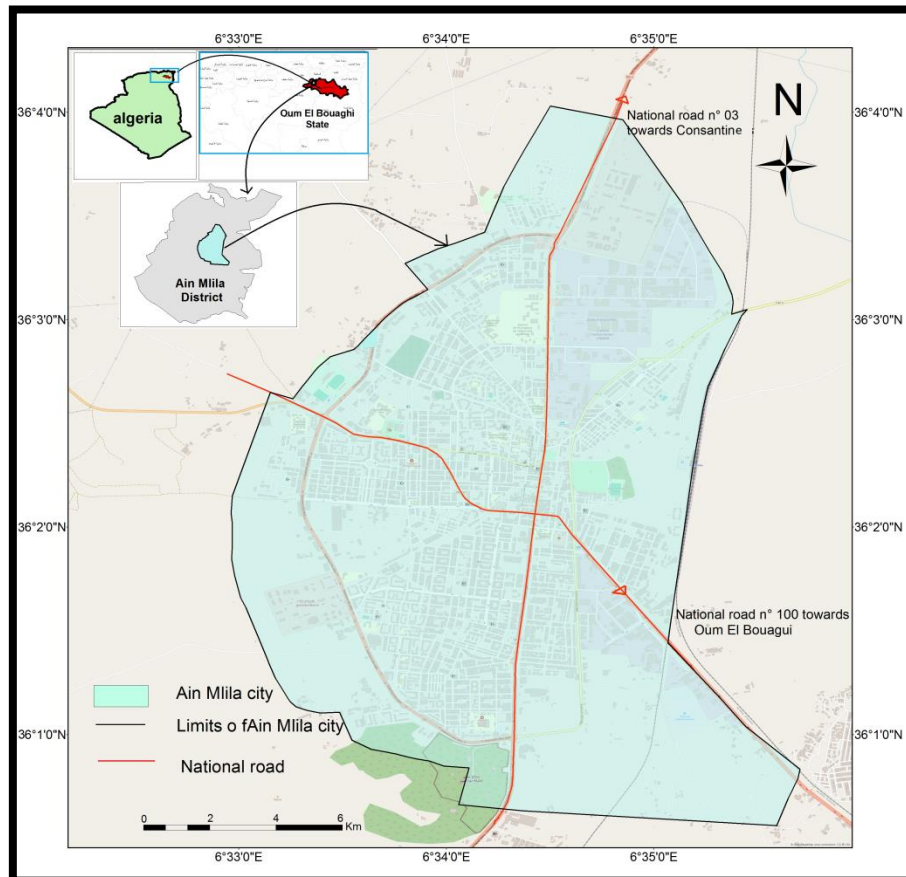 6°33'0"E
6°34'0"E
6°35'0"E
36°4'0"N
36°4'0"N
algeria
Oum El Bouaghi
State
National road n° 03
towards Consantine
N
Ain Mlila
District
36°3'0"N
36°3'0"N
36°2'0"N
36°2'0"N
National road n° 100 towards
Oum El Bouagui
Ain Mlila city
Limits o fAin Mlila city
National road
36°1'0"N
36°1'0"N
0 2 4 6
Km
6°33'0"E
6°34'0"E
6°35'0"E